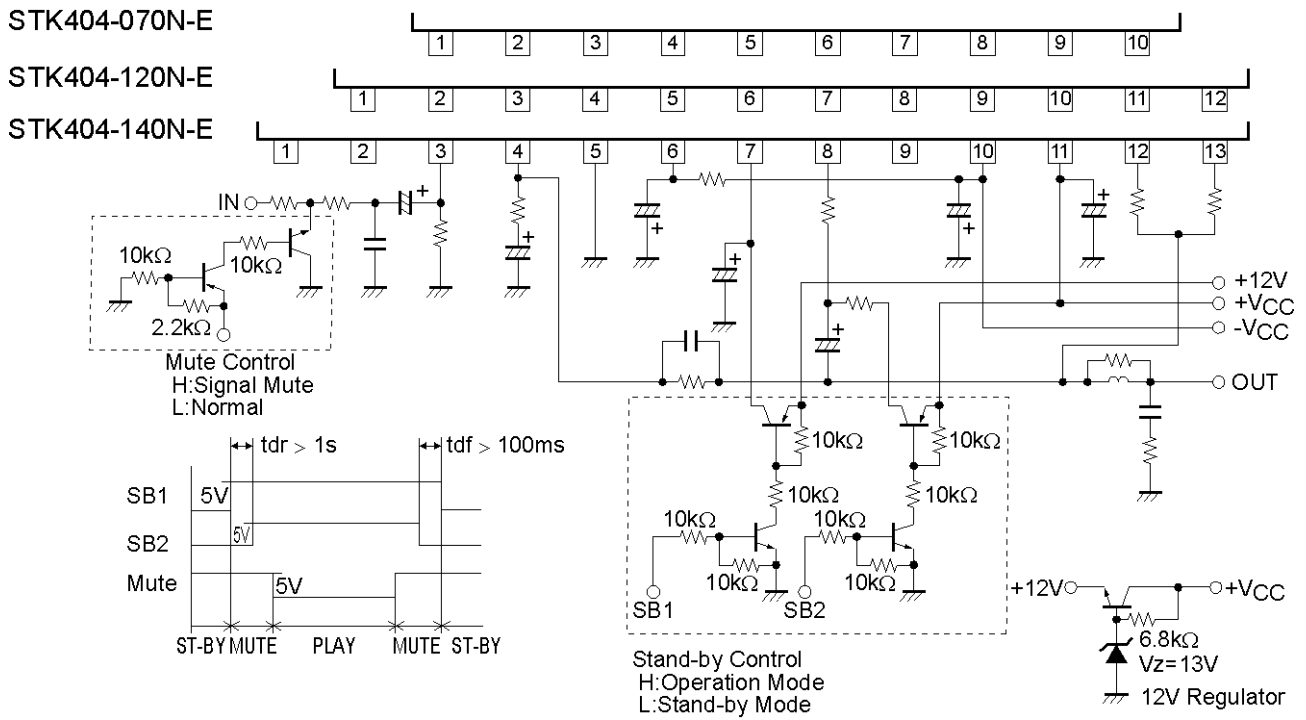 STK404-070N-E
1 2 3 4 5 6 7 8 9 10
STK404-120N-E
1 2 3 4 5 6 7 8 9 10 11 12
STK404-140N-E
1 2 3 4 5 6 7 8 9 10 11 12 13
IN
+
+
+
+
+
+
+
10kΩ
10kΩ
2.2kΩ
Mute Control
H:Signal Mute
L:Normal
+12V
+VCC
-VCC
OUT
tdr > 1s
tdf > 100ms
SB1
5V
SB2
5V
Mute
5V
ST-BY MUTE PLAY MUTE ST-BY
10kΩ
10kΩ
10kΩ
10kΩ
10kΩ
10kΩ
10kΩ
10kΩ
SB1
SB2
Stand-by Control
H:Operation Mode
L:Stand-by Mode
+12V
+VCC
6.8kΩ
Vz=13V
12V Regulator